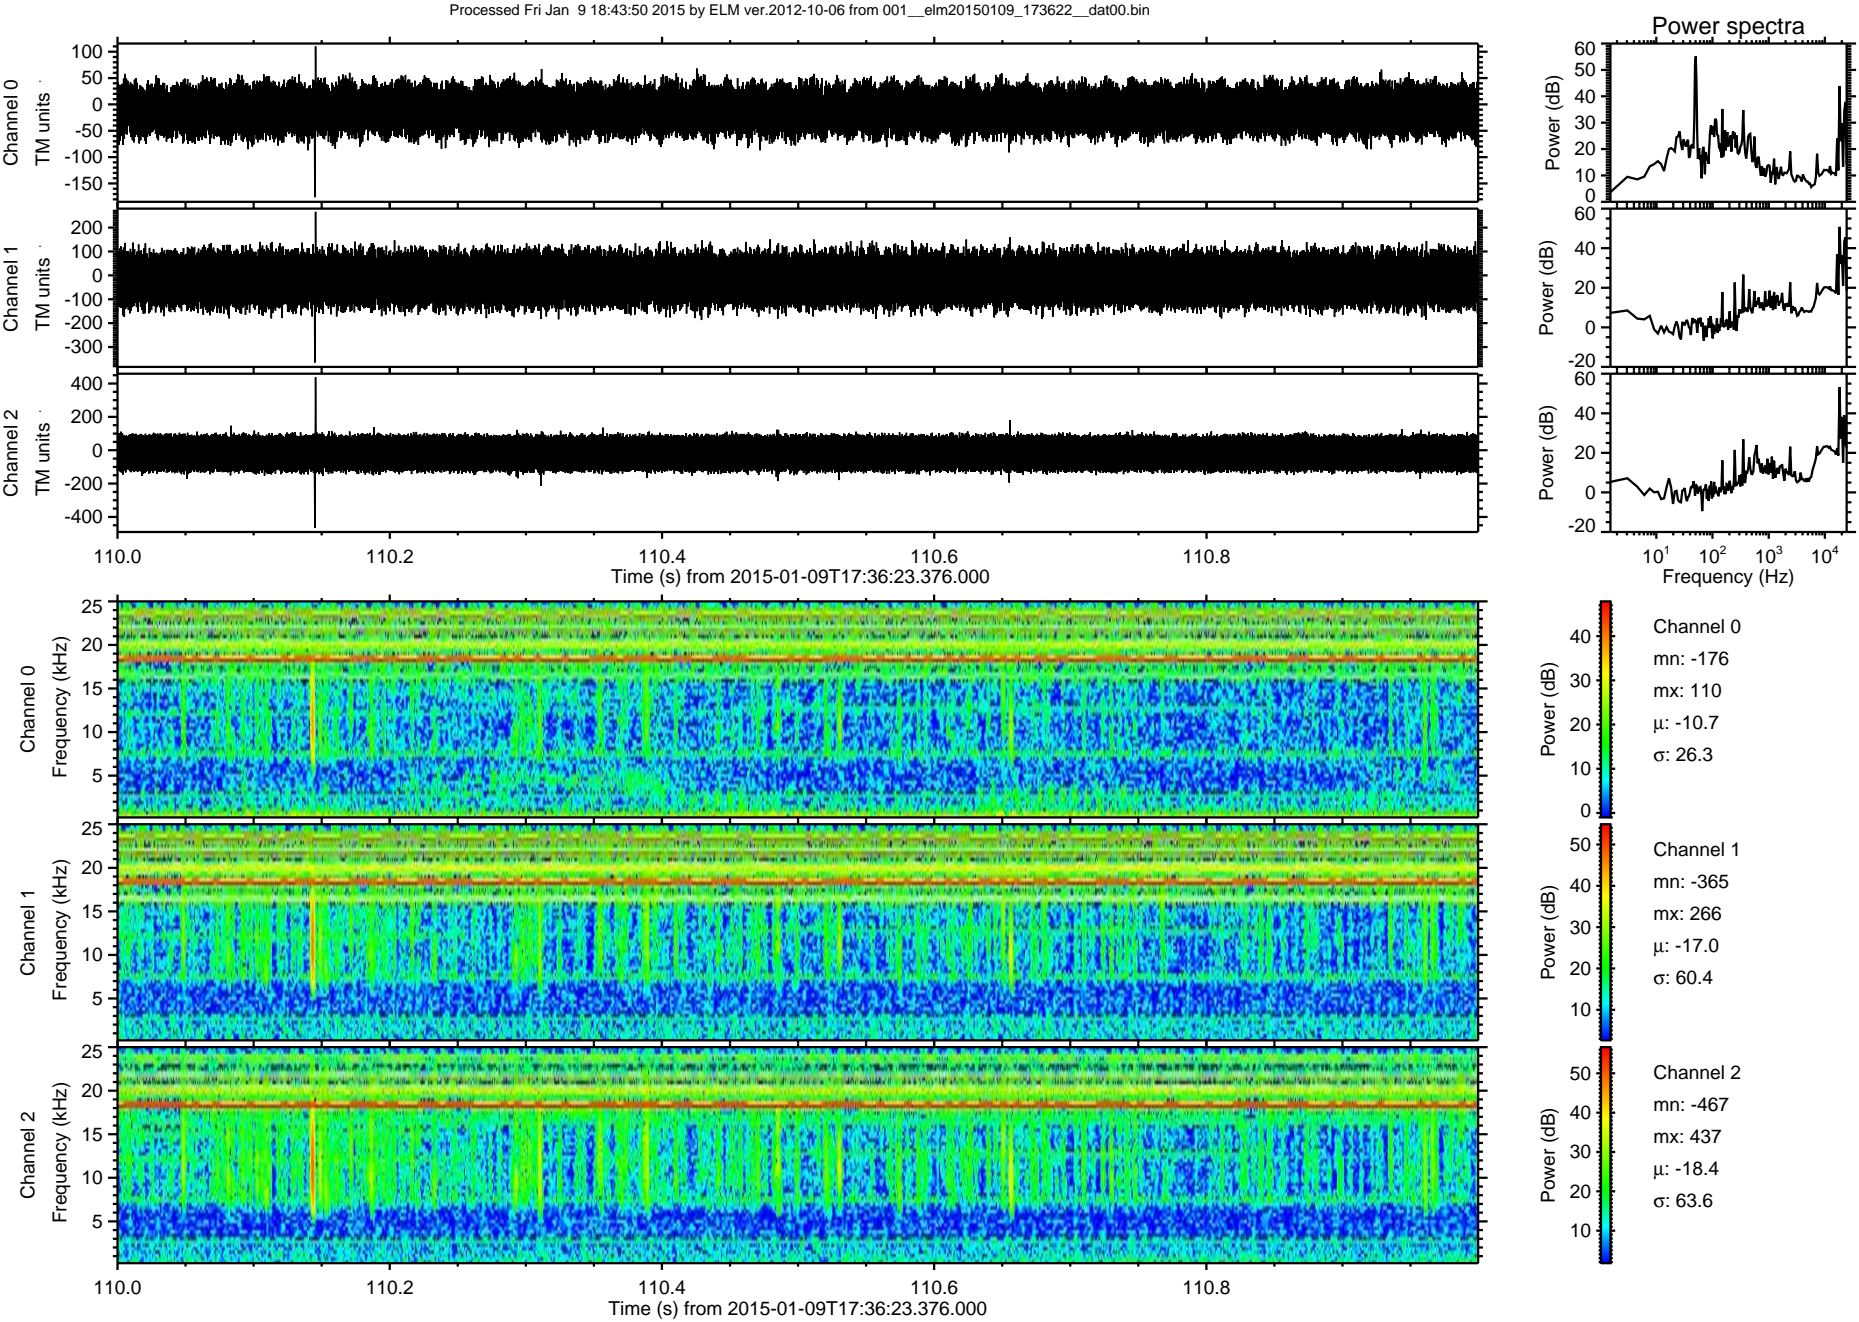 Processed Fri Jan  9 18:43:50 2015 by ELM ver.2012-10-06 from 001__elm20150109_173622__dat00.bin
Power spectra
Channel 0
TM units
100
50
0
-50
-100
-150
Power (dB)
60
50
40
30
20
10
0
Channel 1
TM units
200
100
0
-100
-200
-300
Power (dB)
60
40
20
0
-20
Channel 2
TM units
400
200
0
-200
-400
Power (dB)
60
40
20
0
-20
110.0 110.2 110.4 110.6 110.8
Time (s) from 2015-01-09T17:36:23.376.000
10¹ 10² 10³ 10⁴
Frequency (Hz)
Channel 0
Frequency (kHz)
25
20
15
10
5
Power (dB)
40
30
20
10
0
Channel 0
mn: -176
mx: 110
µ: -10.7
σ: 26.3
Channel 1
Frequency (kHz)
25
20
15
10
5
Power (dB)
50
40
30
20
10
Channel 1
mn: -365
mx: 266
µ: -17.0
σ: 60.4
Channel 2
Frequency (kHz)
25
20
15
10
5
Power (dB)
50
40
30
20
10
Channel 2
mn: -467
mx: 437
µ: -18.4
σ: 63.6
110.0 110.2 110.4 110.6 110.8
Time (s) from 2015-01-09T17:36:23.376.000